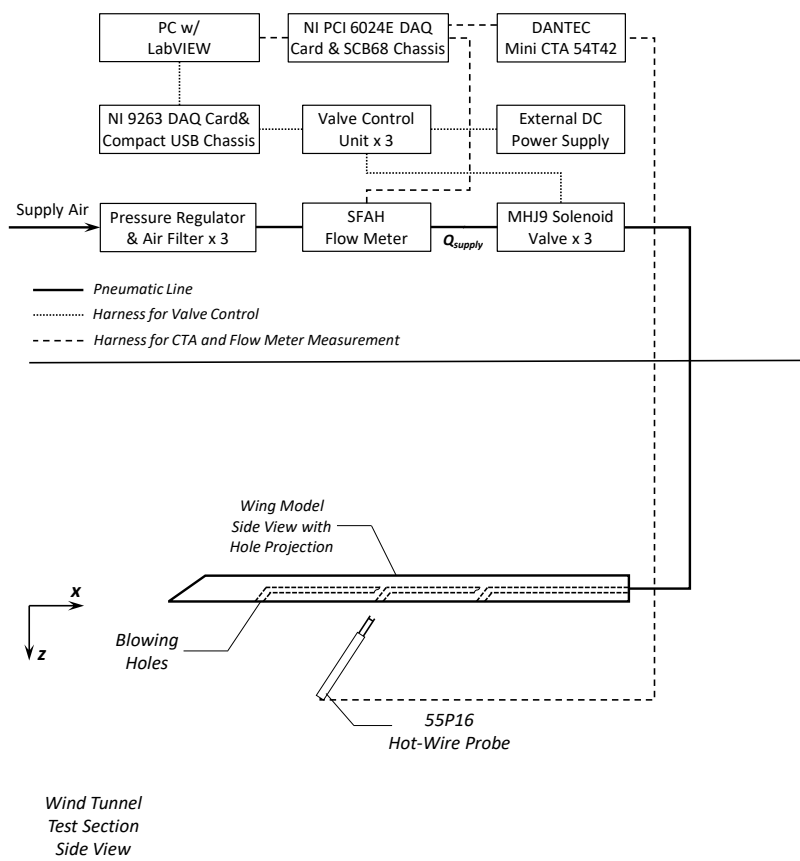 PC w/
LabVIEW
NI PCI 6024E DAQ
Card & SCB68 Chassis
DANTEC
Mini CTA 54T42
NI 9263 DAQ Card&
Compact USB Chassis
Valve Control
Unit x 3
External DC
Power Supply
Supply Air
Pressure Regulator
& Air Filter x 3
SFAH
Flow Meter
Qsupply
MHJ9 Solenoid
Valve x 3
Pneumatic Line
Harness for Valve Control
Harness for CTA and Flow Meter Measurement
Wing Model
Side View with
Hole Projection
x
z
Blowing
Holes
55P16
Hot-Wire Probe
Wind Tunnel
Test Section
Side View